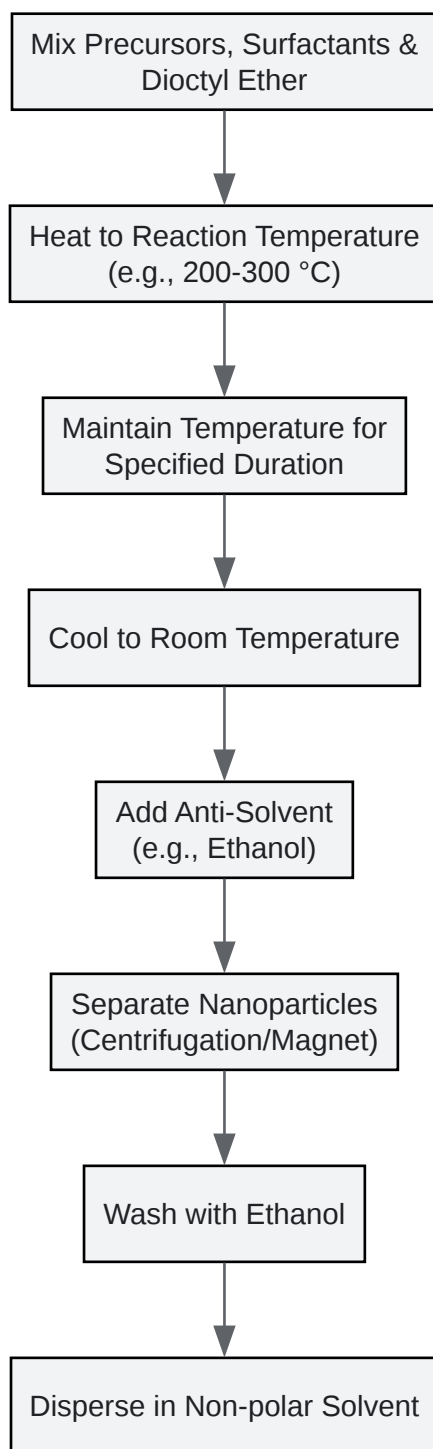 Mix Precursors, Surfactants &
Dioctyl Ether
Heat to Reaction Temperature
(e.g., 200-300 °C)
Maintain Temperature for
Specified Duration
Cool to Room Temperature
Add Anti-Solvent
(e.g., Ethanol)
Separate Nanoparticles
(Centrifugation/Magnet)
Wash with Ethanol
Disperse in Non-polar Solvent